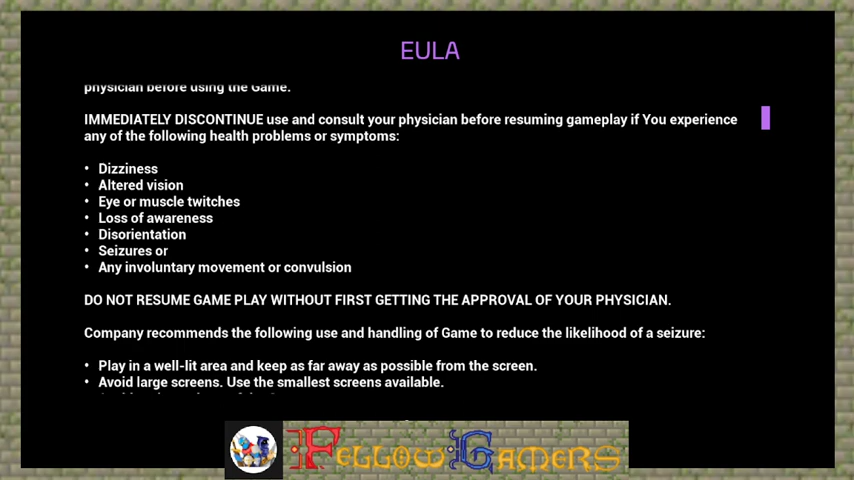 EULA
physician before using the Game.
IMMEDIATELY DISCONTINUE use and consult your physician before resuming gameplay if You experience
any of the following health problems or symptoms:
• Dizziness
• Altered vision
• Eye or muscle twitches
• Loss of awareness
• Disorientation
• Seizures or
• Any involuntary movement or convulsion
DO NOT RESUME GAME PLAY WITHOUT FIRST GETTING THE APPROVAL OF YOUR PHYSICIAN.
Company recommends the following use and handling of Game to reduce the likelihood of a seizure:
• Play in a well-lit area and keep as far away as possible from the screen.
• Avoid large screens. Use the smallest screens available.
FELLOW GAMERS